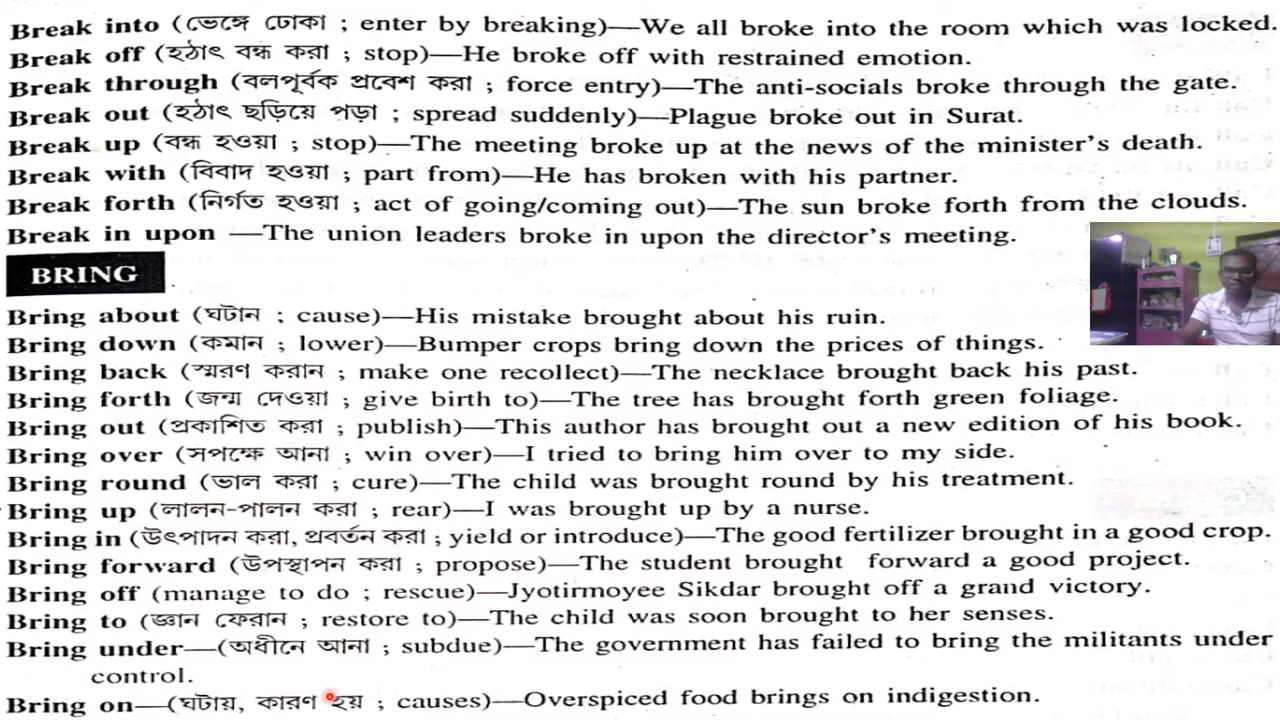 Break into (ভেঙ্গে ঢোকা ; enter by breaking)—We all broke into the room which was locked.
Break off (হঠাৎ বন্ধ করা ; stop)—He broke off with restrained emotion.
Break through (বলপূর্বক প্রবেশ করা ; force entry)—The anti-socials broke through the gate.
Break out (হঠাৎ ছড়িয়ে পড়া ; spread suddenly)—Plague broke out in Surat.
Break up (বন্ধ হওয়া ; stop)—The meeting broke up at the news of the minister's death.
Break with (বিবাদ হওয়া ; part from)—He has broken with his partner.
Break forth (নির্গত হওয়া ; act of going/coming out)—The sun broke forth from the clouds.
Break in upon —The union leaders broke in upon the director's meeting.
BRING
Bring about (ঘটান ; cause)—His mistake brought about his ruin.
Bring down (কমান ; lower)—Bumper crops bring down the prices of things.
Bring back (স্মরণ করান ; make one recollect)—The necklace brought back his past.
Bring forth (জন্ম দেওয়া ; give birth to)—The tree has brought forth green foliage.
Bring out (প্রকাশিত করা ; publish)—This author has brought out a new edition of his book.
Bring over (সপক্ষে আনা ; win over)—I tried to bring him over to my side.
Bring round (ভাল করা ; cure)—The child was brought round by his treatment.
Bring up (লালন-পালন করা ; rear)—I was brought up by a nurse.
Bring in (উৎপাদন করা, প্রবর্তন করা ; yield or introduce)—The good fertilizer brought in a good crop.
Bring forward (উপস্থাপন করা ; propose)—The student brought forward a good project.
Bring off (manage to do ; rescue)—Jyotirmoyee Sikdar brought off a grand victory.
Bring to (জ্ঞান ফেরান ; restore to)—The child was soon brought to her senses.
Bring under—(অধীনে আনা ; subdue)—The government has failed to bring the militants under
control.
Bring on—(ঘটায়, কারণ হয় ; causes)—Overspiced food brings on indigestion.